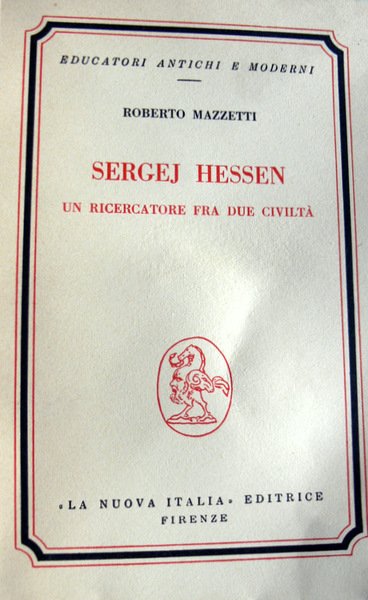 EDUCATORI ANTICHI E MODERNI
ROBERTO MAZZETTI
SERGEJ HESSEN
UN RICERCATORE FRA DUE CIVILTÀ
«LA NUOVA ITALIA» EDITRICE
FIRENZE